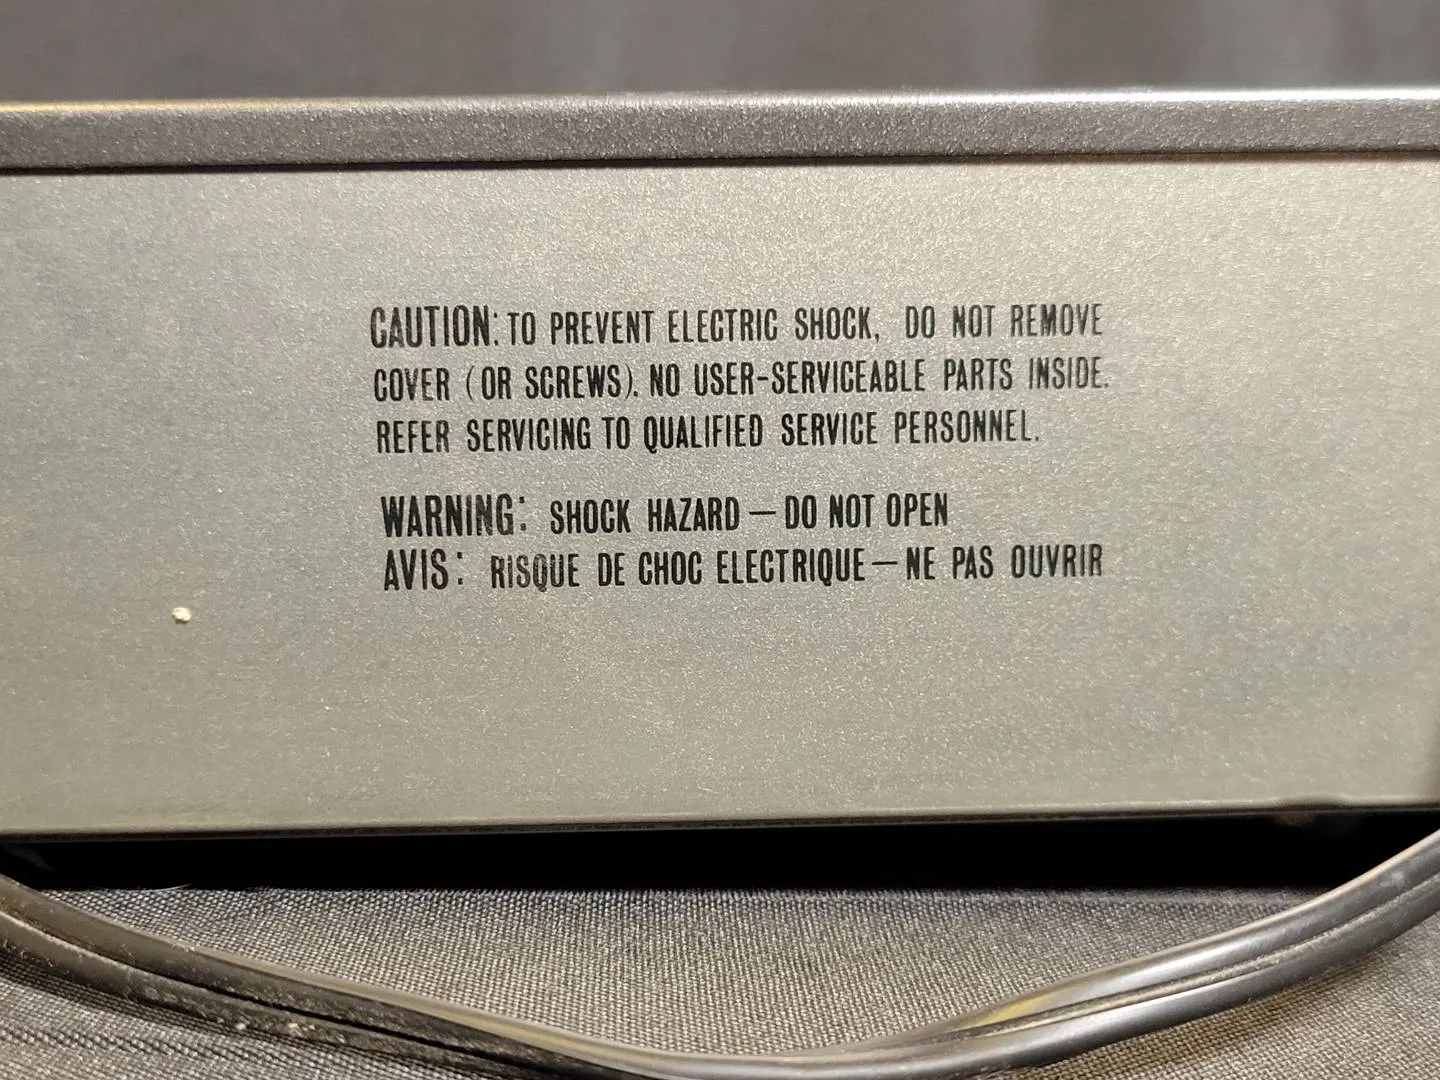 CAUTION: TO PREVENT ELECTRIC SHOCK, DO NOT REMOVE
COVER (OR SCREWS). NO USER-SERVICEABLE PARTS INSIDE.
REFER SERVICING TO QUALIFIED SERVICE PERSONNEL.
WARNING: SHOCK HAZARD — DO NOT OPEN
AVIS: RISQUE DE CHOC ELECTRIQUE — NE PAS OUVRIR